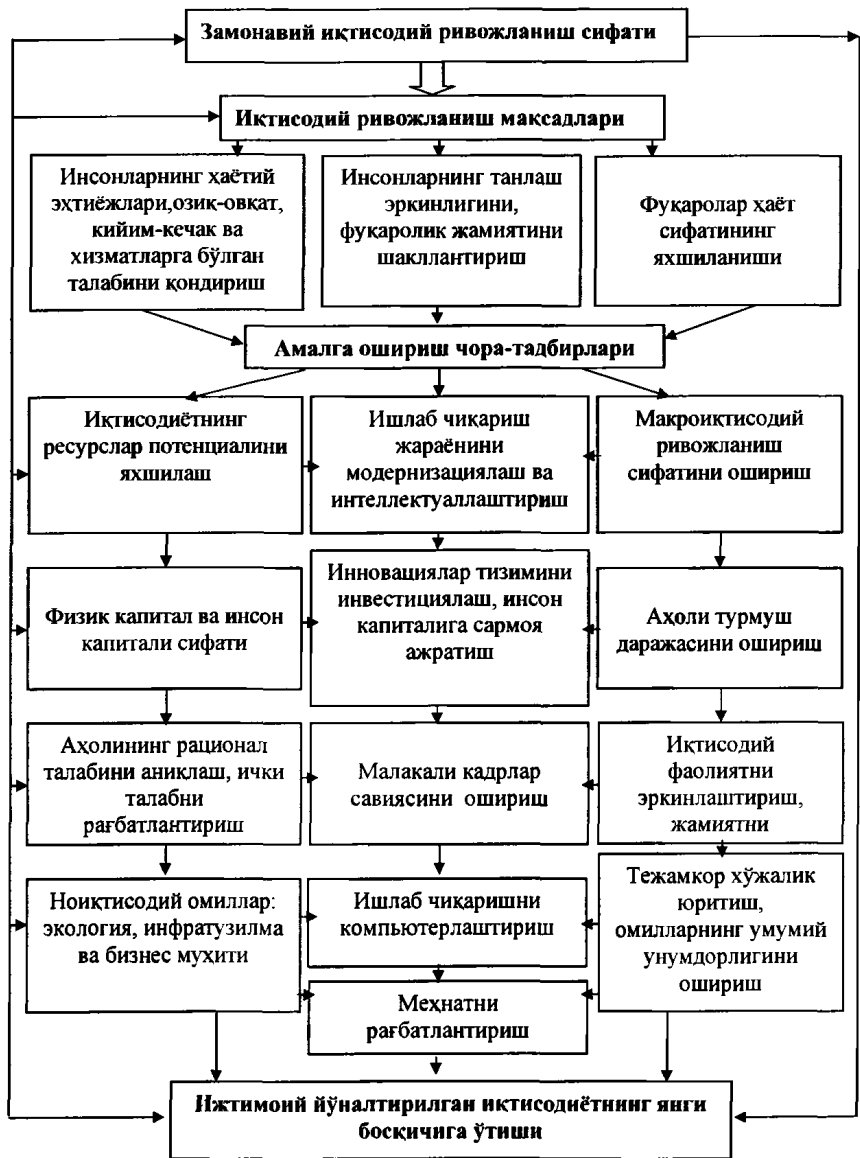 Замонавий иқтисодий ривожланиш сифати
Иқтисодий ривожланиш мақсадлари
Инсонларнинг ҳаётий
эҳтиёжлари,озиқ-овқат,
кийим-кечак ва
хизматларга бўлган
талабини қондириш
Инсонларнинг танлаш
эркинлигини,
фуқаролик жамиятини
шакллантириш
Фуқаролар ҳаёт
сифатининг
яхшиланиши
Амалга ошириш чора-тадбирлари
Иқтисодиётнинг
ресурслар потенциалини
яхшилаш
Ишлаб чиқариш
жараёнини
модернизациялаш ва
интеллектуаллаштириш
Макроиқтисодий
ривожланиш
сифатини ошириш
Физик капитал ва инсон
капитали сифати
Инновациялар тизимини
инвестициялаш, инсон
капиталига сармоя
ажратиш
Аҳоли турмуш
даражасини ошириш
Аҳолининг рационал
талабини аниқлаш, ички
талабни
рағбатлантириш
Малакали кадрлар
савиясини ошириш
Иқтисодий
фаолиятни
эркинлаштириш,
жамиятни
Ноиқтисодий омиллар:
экология, инфратузилма
ва бизнес муҳити
Ишлаб чиқаришни
компьютерлаштириш
Тежамкор хўжалик
юритиш,
омилларнинг умумий
унумдорлигини
ошириш
Меҳнатни
рағбатлантириш
Ижтимоий йўналтирилган иқтисодиётнинг янги
босқичига ўтиши